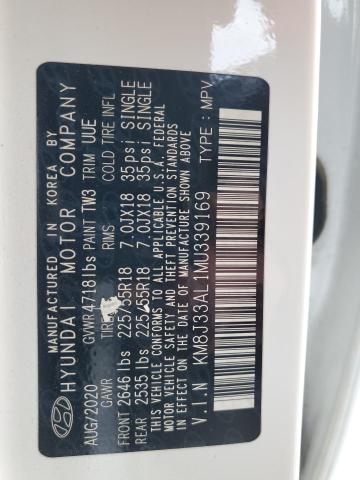 MANUFACTURED IN KOREA BY
HYUNDAI MOTOR COMPANY
AUG/2020 GVWR 4718 lbs PAINT TW3 TRIM UUE
GAWR RIMS COLD TIRE INFL.
FRONT 2646 lbs 225/55R18 7.0JX18 35psi SINGLE
REAR 2595 lbs 225/55R18 7.0JX18 35psi SINGLE
THIS VEHICLE CONFORMS TO ALL APPLICABLE U.S.A. FEDERAL
MOTOR VEHICLE SAFETY AND THEFT PREVENTION STANDARDS
IN EFFECT ON THE DATE OF MANUFACTURE SHOWN ABOVE.
V.I.N KM8J33AL1MU339169 TYPE : MPV